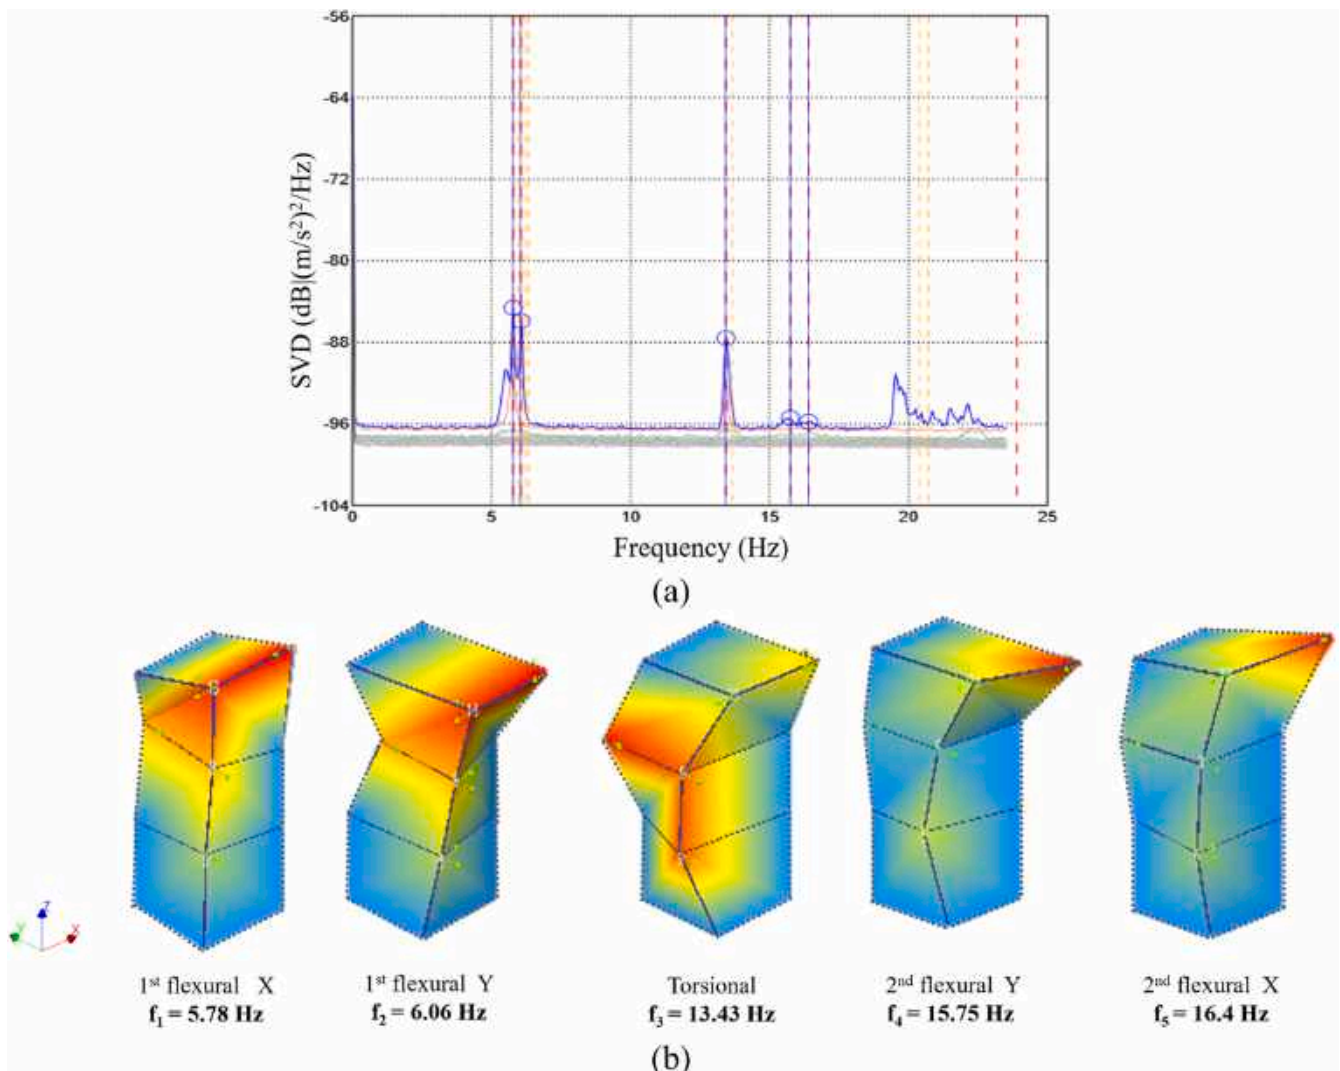 -56
-64
-72
-80
-88
-96
-104
SVD (dB|(m/s²)²/Hz)
0 5 10 15 20 25
Frequency (Hz)
(a)
Z
Y X
1st flexural X
f1 = 5.78 Hz
1st flexural Y
f2 = 6.06 Hz
Torsional
f3 = 13.43 Hz
2nd flexural Y
f4 = 15.75 Hz
2nd flexural X
f5 = 16.4 Hz
(b)